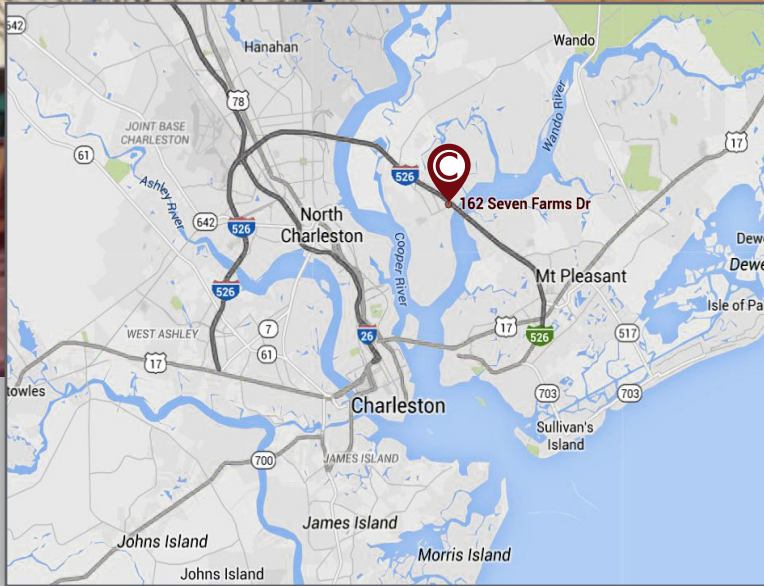 642
Hanahan
Wando
78
JOINT BASE
CHARLESTON
61
17
Wando River
526
C
Ashley River
162 Seven Farms Dr
642
North
Charleston
526
Cooper River
526
Mt Pleasant
Dewe
Dewe
Isle of Pa
WEST ASHLEY
7
26
17
526
517
61
17
towles
703
703
Charleston
Sullivan's
Island
700
JAMES ISLAND
James Island
Johns Island
Morris Island
Johns Island